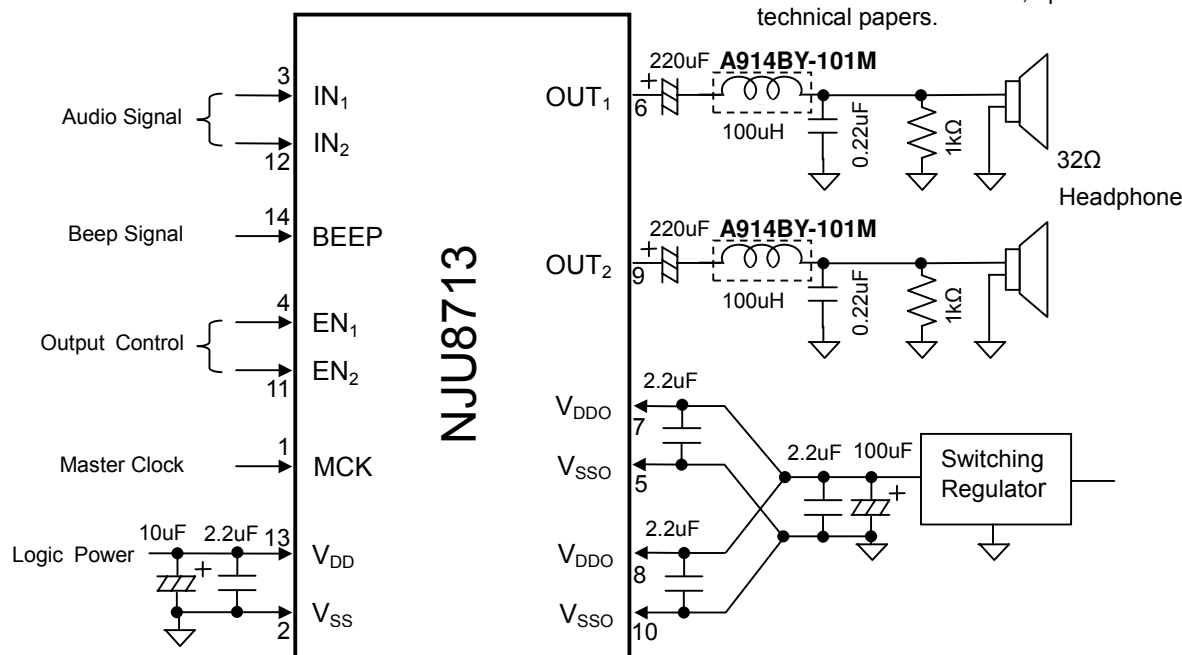 technical papers.
220uF A914BY-101M
3
Audio Signal
IN1
IN2
12
OUT1
6
100uH
0.22uF
1kΩ
32Ω
Headphone
14
Beep Signal
BEEP
220uF A914BY-101M
OUT2
9
100uH
0.22uF
1kΩ
4
Output Control
EN1
EN2
11
NJU8713
2.2uF
VDDO
7
VSSO
5
1
Master Clock
MCK
2.2uF 100uF
Switching
Regulator
10uF 2.2uF 13
Logic Power
VDD
VSS
2
2.2uF
VDDO
8
VSSO
10